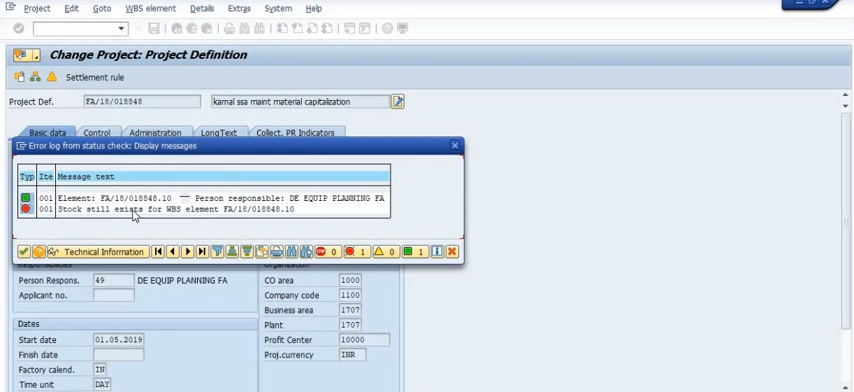 Project Edit Goto WBS element Details Extras System Help
Change Project: Project Definition
Settlement rule
Project Def. FA/18/018848 karnal ssa maint material capitalization
Basic data Control Administration LongText Collect. PR Indicators
Error log from status check: Display messages
Typ Ite Message text
001 Element: FA/18/018848.10 Person responsible: DE EQUIP PLANNING FA
001 Stock still exists for WBS element FA/18/018848.10
Technical Information STOP 0 1 0 1
Responsibilities Organization
Person Respons. 49 DE EQUIP PLANNING FA CO area 1000
Applicant no. Company code 1100
Business area 1707
Dates Plant 1707
Start date 01.05.2019 Profit Center 10000
Finish date Proj.currency INR
Factory calend. IN
Time unit DAY